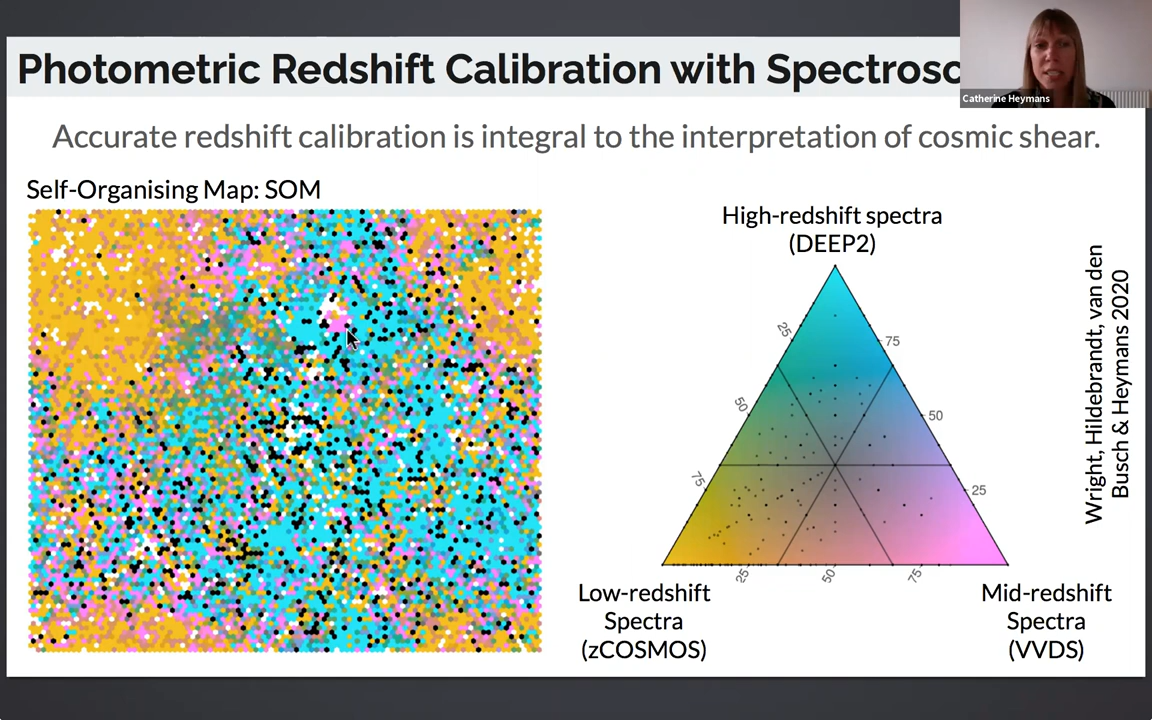 Photometric Redshift Calibration with Spectrosc
Catherine Heymans
Accurate redshift calibration is integral to the interpretation of cosmic shear.
Self-Organising Map: SOM
High-redshift spectra
(DEEP2)
25
75
50
50
75
25
25
50
75
Low-redshift
Spectra
(zCOSMOS)
Mid-redshift
Spectra
(VVDS)
Wright, Hildebrandt, van den
Busch & Heymans 2020